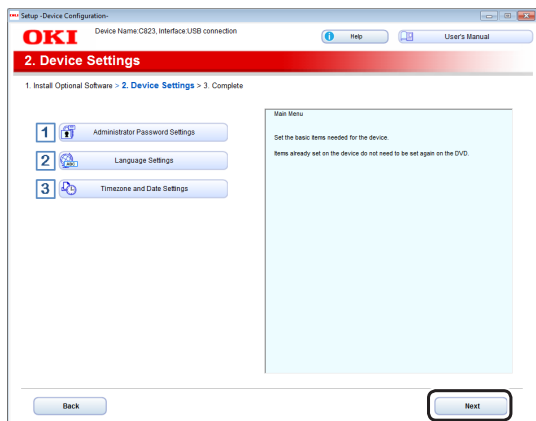 Setup -Device Configuration-
OKI
Device Name:C823, Interface:USB connection
Help
User's Manual
2. Device Settings
1. Install Optional Software > 2. Device Settings > 3. Complete
1 Administrator Password Settings
2 Language Settings
3 Timezone and Date Settings
Main Menu
Set the basic items needed for the device.
Items already set on the device do not need to be set again on the DVD.
Back
Next